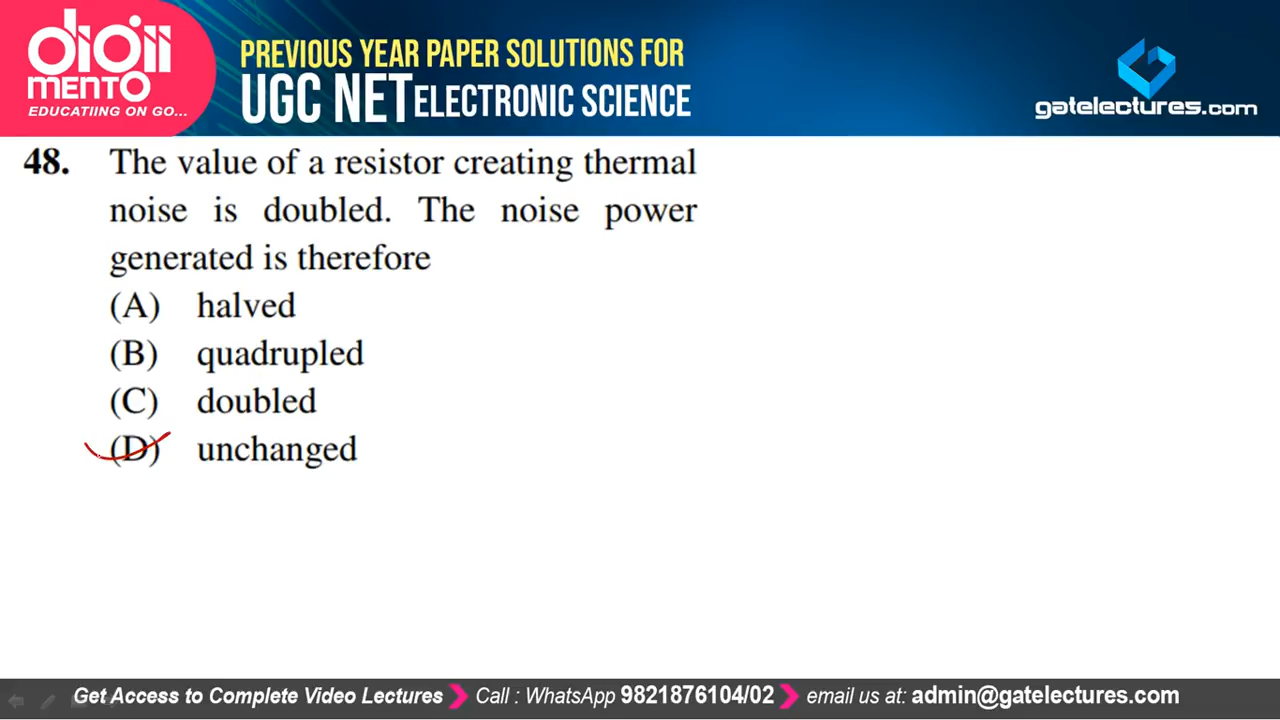 digii
MENTO
EDUCATIING ON GO...
PREVIOUS YEAR PAPER SOLUTIONS FOR
UGC NET ELECTRONIC SCIENCE
gatelectures.com
48. The value of a resistor creating thermal
noise is doubled. The noise power
generated is therefore
(A) halved
(B) quadrupled
(C) doubled
(D) unchanged
Get Access to Complete Video Lectures Call : WhatsApp 9821876104/02 email us at: admin@gatelectures.com